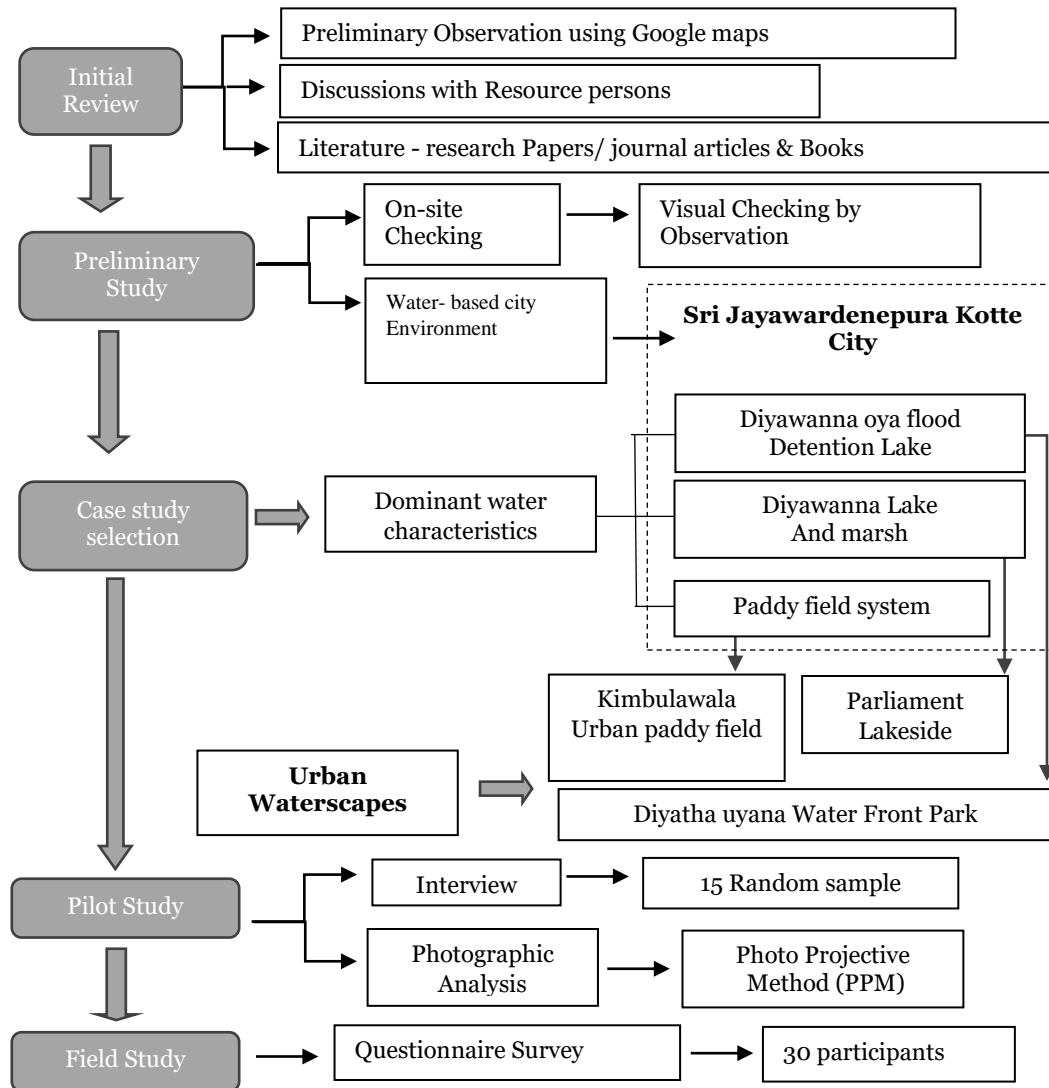 Preliminary Observation using Google maps
Initial
Review
Discussions with Resource persons
Literature - research Papers/ journal articles & Books
On-site
Checking
Visual Checking by
Observation
Preliminary
Study
Water- based city
Environment
Sri Jayawardenepura Kotte
City
Diyawanna oya flood
Detention Lake
Case study
selection
Dominant water
characteristics
Diyawanna Lake
And marsh
Paddy field system
Kimbulawala
Urban paddy field
Parliament
Lakeside
Urban
Waterscapes
Diyatha uyana Water Front Park
Pilot Study
Interview
15 Random sample
Photographic
Analysis
Photo Projective
Method (PPM)
Field Study
Questionnaire Survey
30 participants